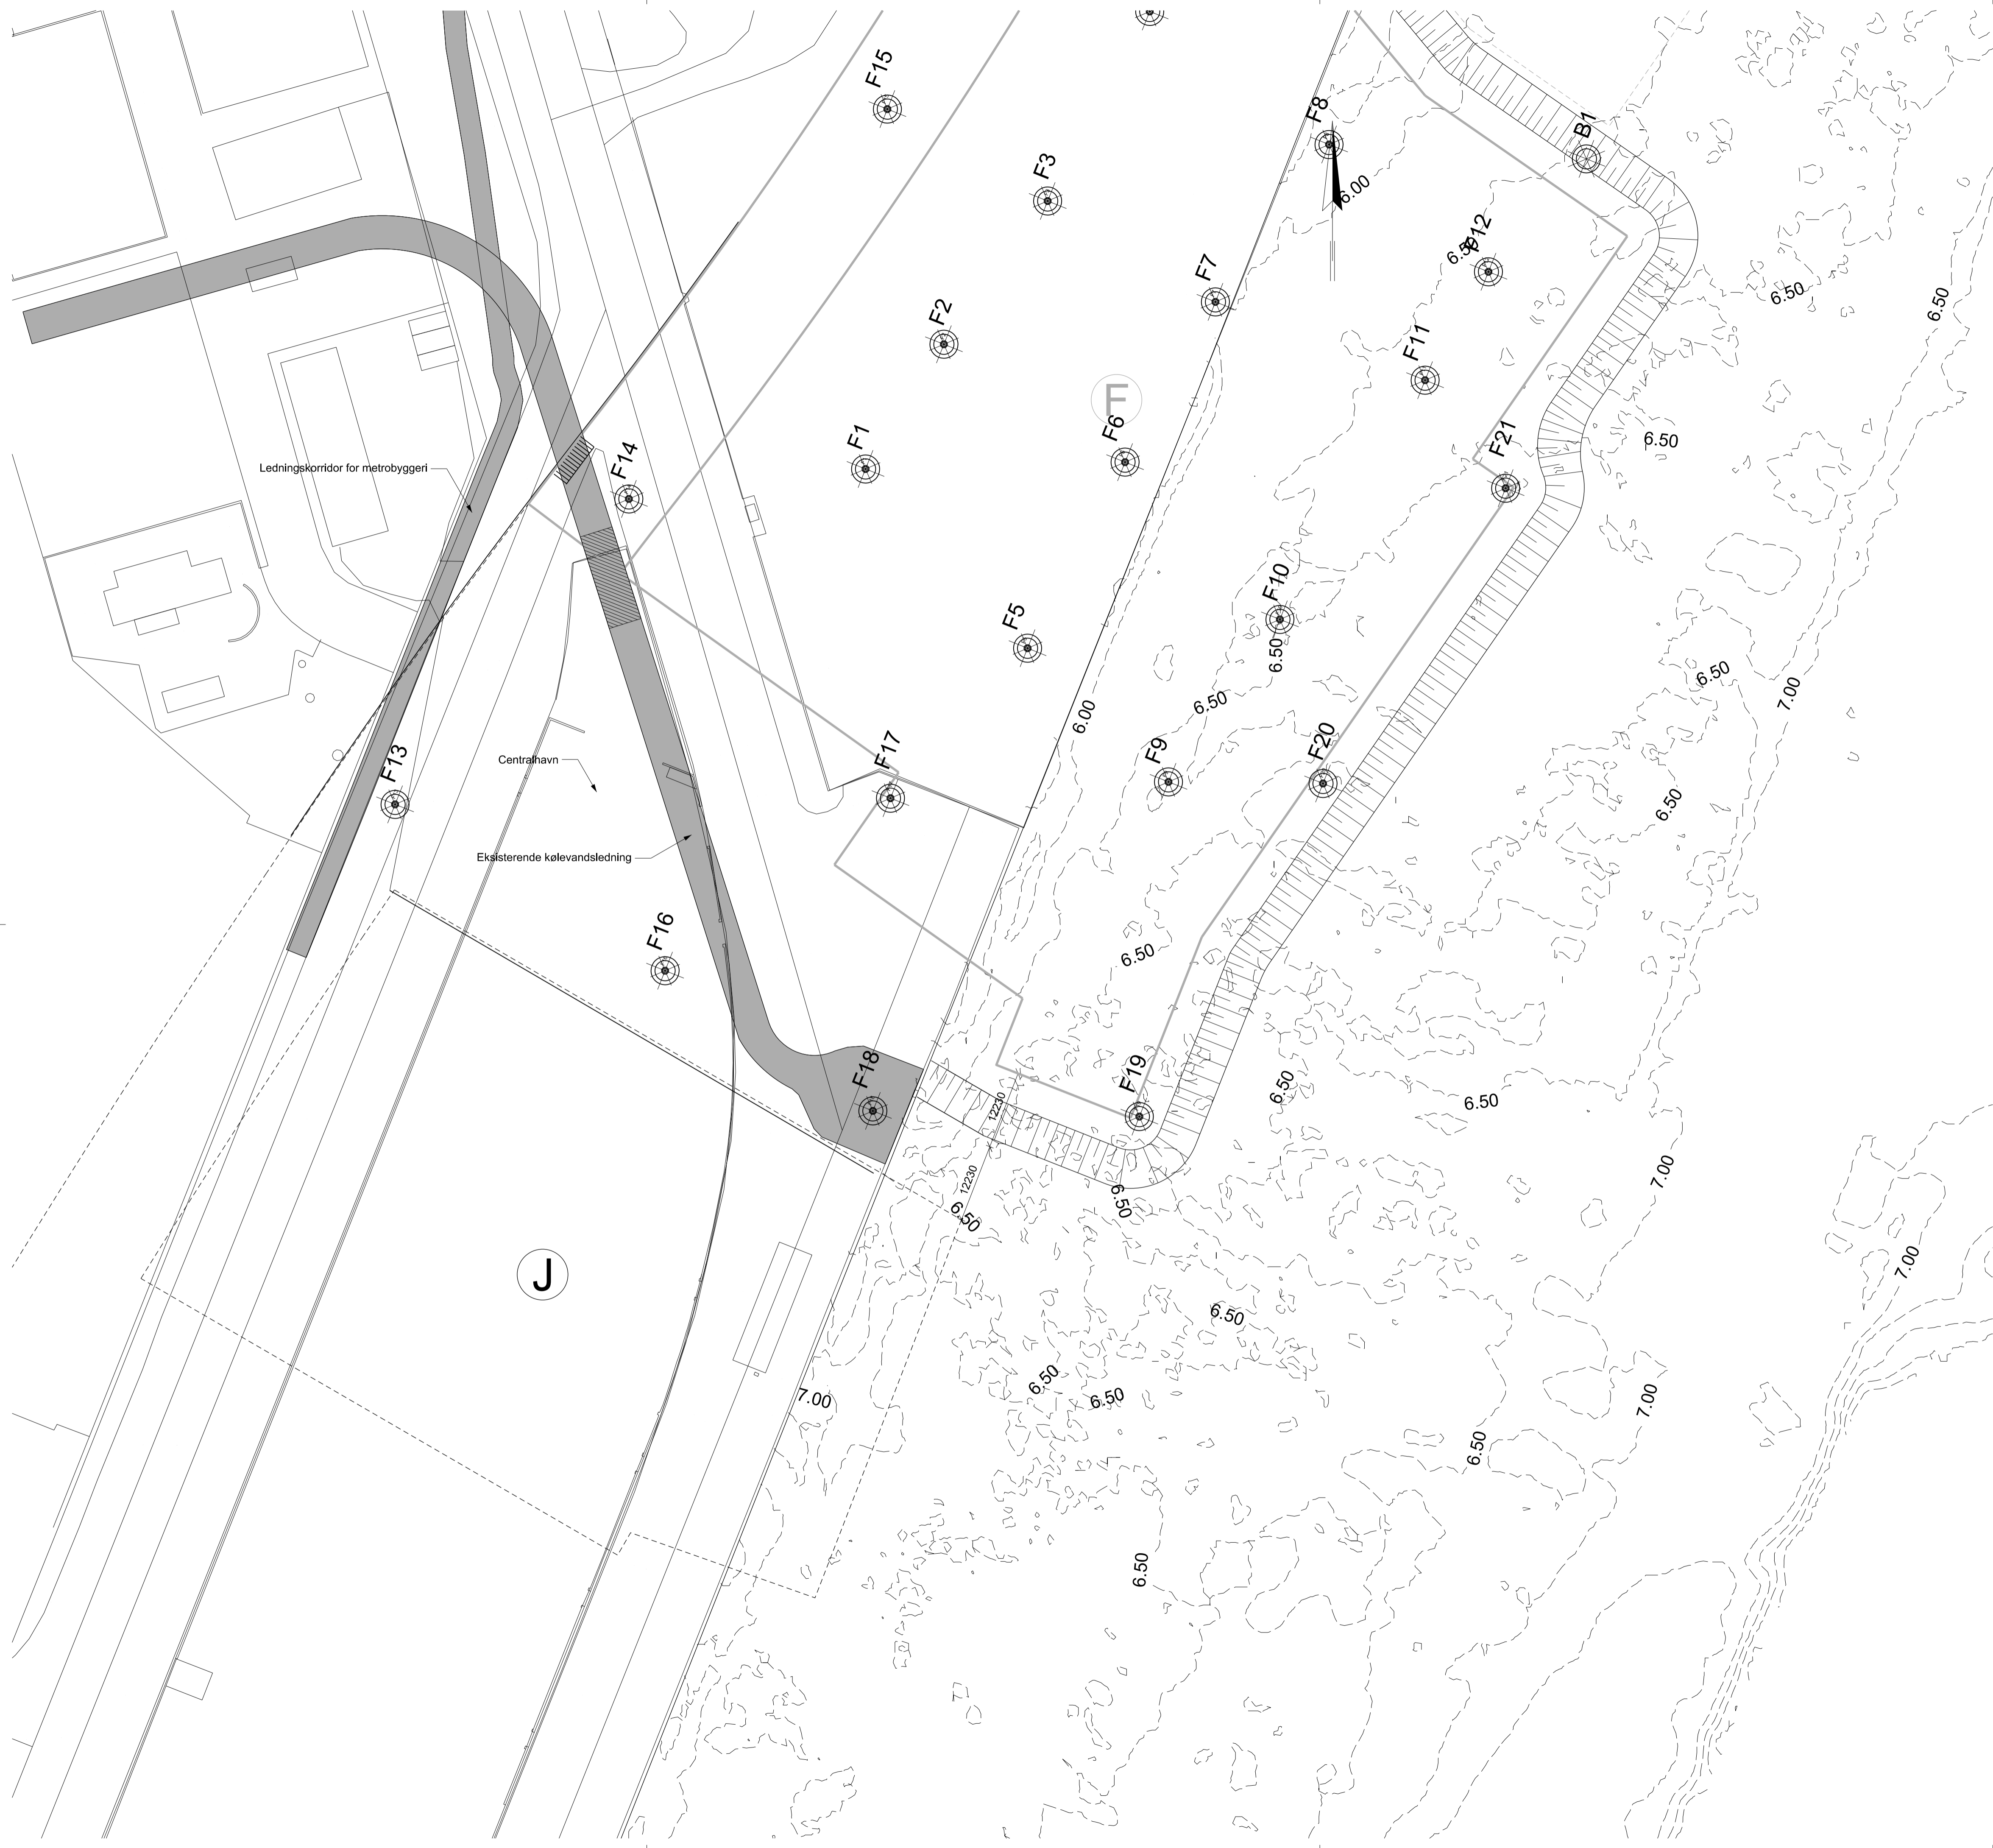 F15
F8
B1
F3
6.00
F12
6.50
F7
6.50
6.50
F2
F11
F
F1
F6
F21
6.50
Ledningskorridor for metrobyggeri
F14
F10
F5
6.50
6.50
6.50
7.00
6.00
F13
Centralhavn
F17
F9
F20
6.50
Eksisterende kølevandsledning
F16
6.50
F18
F19
6.50
6.50
12230
12230
6.50
6.50
7.00
J
7.00
6.50
6.50
6.50
7.00
7.00
6.50
6.50